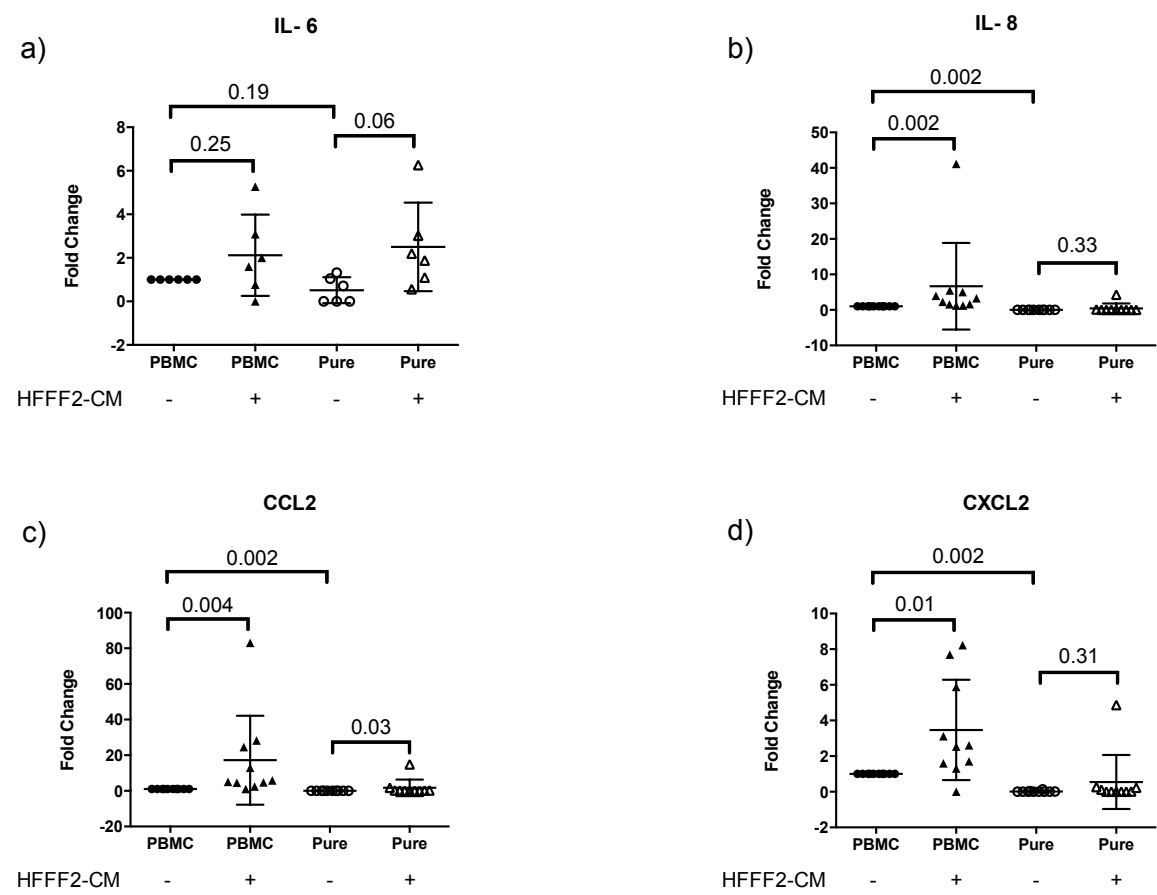 IL- 6
a)
0.19
0.25
0.06
8
6
4
2
0
-2
Fold Change
PBMC PBMC Pure Pure
HFFF2-CM - + - +
IL- 8
b)
0.002
0.002
0.33
50
40
30
20
10
0
-10
Fold Change
PBMC PBMC Pure Pure
HFFF2-CM - + - +
CCL2
c)
0.002
0.004
0.03
100
80
60
40
20
0
-20
Fold Change
PBMC PBMC Pure Pure
HFFF2-CM - + - +
CXCL2
d)
0.002
0.01
0.31
10
8
6
4
2
0
-2
Fold Change
PBMC PBMC Pure Pure
HFFF2-CM - + - +